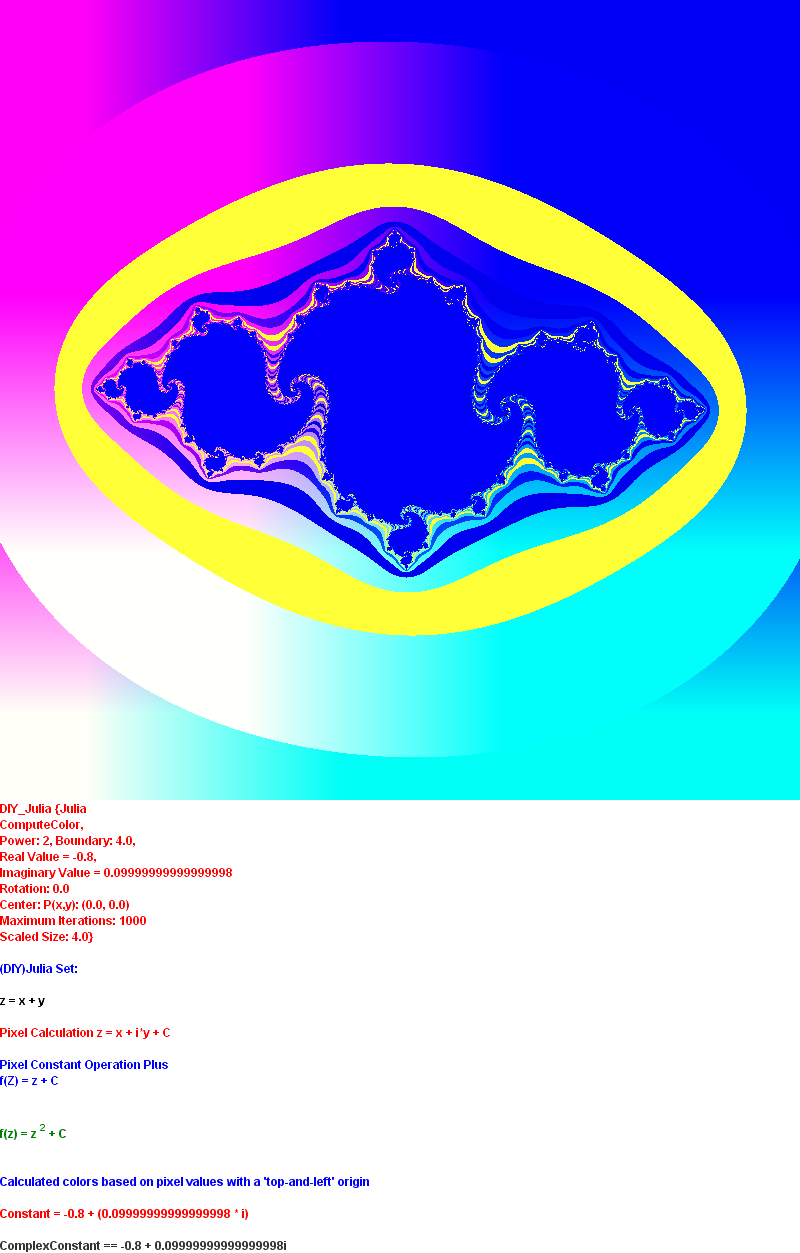 DIY_Julia {Julia
ComputeColor,
Power: 2, Boundary: 4.0,
Real Value = -0.8,
Imaginary Value = 0.09999999999999998
Rotation: 0.0
Center: P(x,y): (0.0, 0.0)
Maximum Iterations: 1000
Scaled Size: 4.0}
(DIY)Julia Set:
z = x + y
Pixel Calculation z = x + i*y + C
Pixel Constant Operation Plus
f(Z) = z + C
f(z) = z 2 + C
Calculated colors based on pixel values with a 'top-and-left' origin
Constant = -0.8 + (0.09999999999999998 * i)
ComplexConstant == -0.8 + 0.09999999999999998i